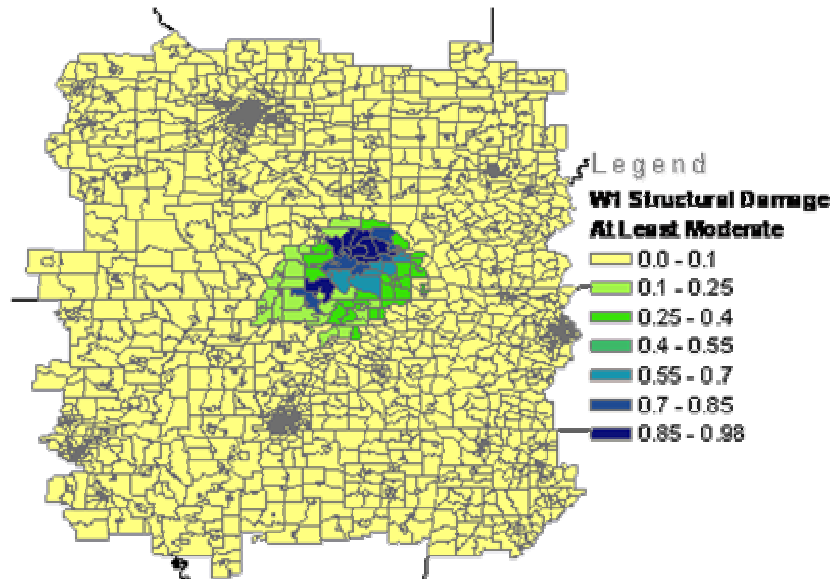 Legend
W1 Structural Damage
At Least Moderate
0.0 - 0.1
0.1 - 0.25
0.25 - 0.4
0.4 - 0.55
0.55 - 0.7
0.7 - 0.85
0.85 - 0.98